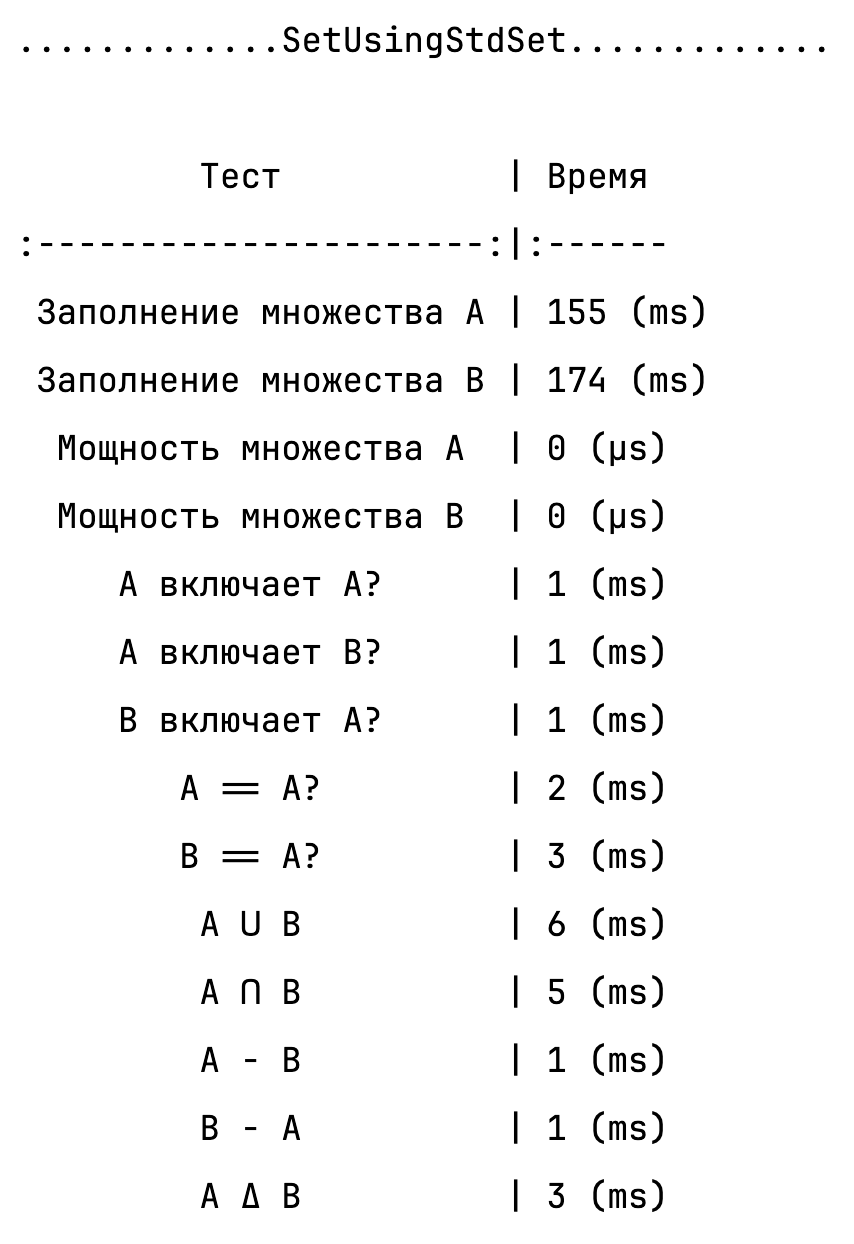 .............SetUsingStdSet.............
Тест | Время
:----------------------:|:------
Заполнение множества A | 155 (ms)
Заполнение множества B | 174 (ms)
Мощность множества A | 0 (µs)
Мощность множества B | 0 (µs)
A включает A? | 1 (ms)
A включает B? | 1 (ms)
B включает A? | 1 (ms)
A == A? | 2 (ms)
B == A? | 3 (ms)
A ∪ B | 6 (ms)
A ∩ B | 5 (ms)
A - B | 1 (ms)
B - A | 1 (ms)
A ∆ B | 3 (ms)